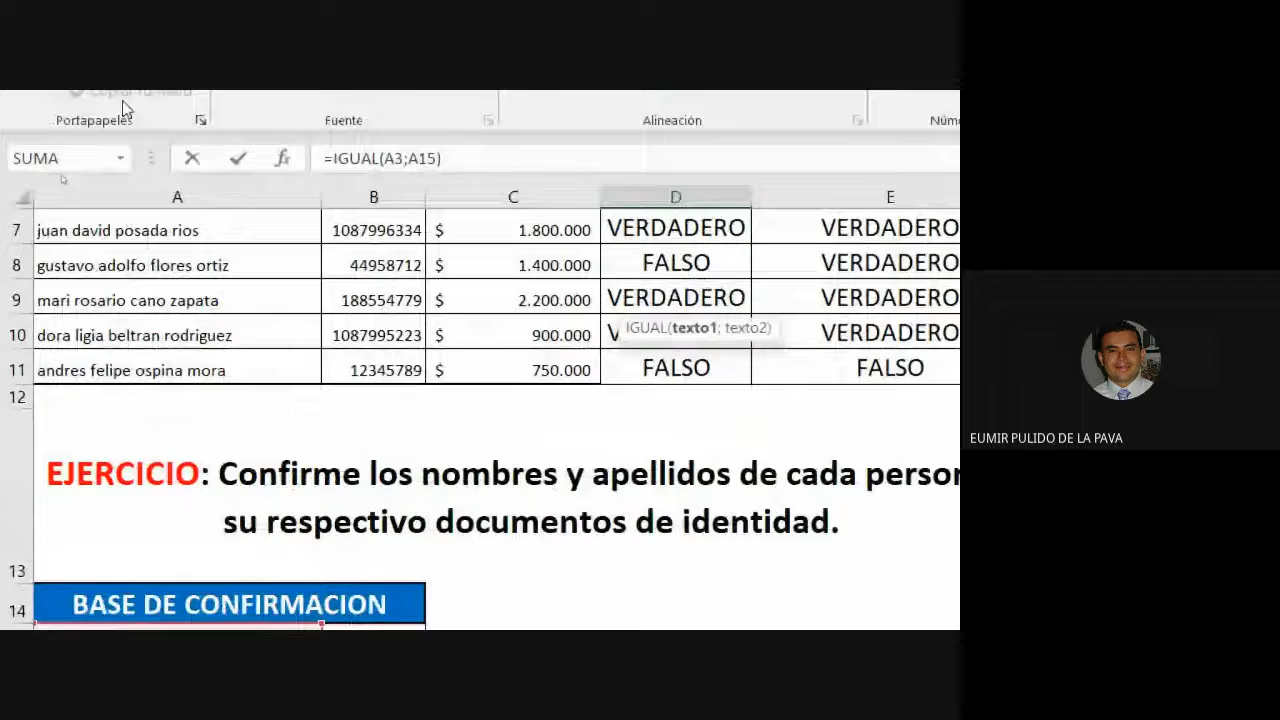 Copiar formato
Portapapeles Fuente Alineación
SUMA =IGUAL(A3;A15)
A B C D E
7 juan david posada rios 1087996334 $ 1.800.000 VERDADERO VERDADERO
8 gustavo adolfo flores ortiz 44958712 $ 1.400.000 FALSO VERDADERO
9 mari rosario cano zapata 188554779 $ 2.200.000 VERDADERO VERDADERO
10 dora ligia beltran rodriguez 1087995223 $ 900.000 IGUAL(texto1; texto2) VERDADERO
11 andres felipe ospina mora 12345789 $ 750.000 FALSO FALSO
12
EJERCICIO: Confirme los nombres y apellidos de cada person
su respectivo documentos de identidad.
13
14 BASE DE CONFIRMACION
EUMIR PULIDO DE LA PAVA